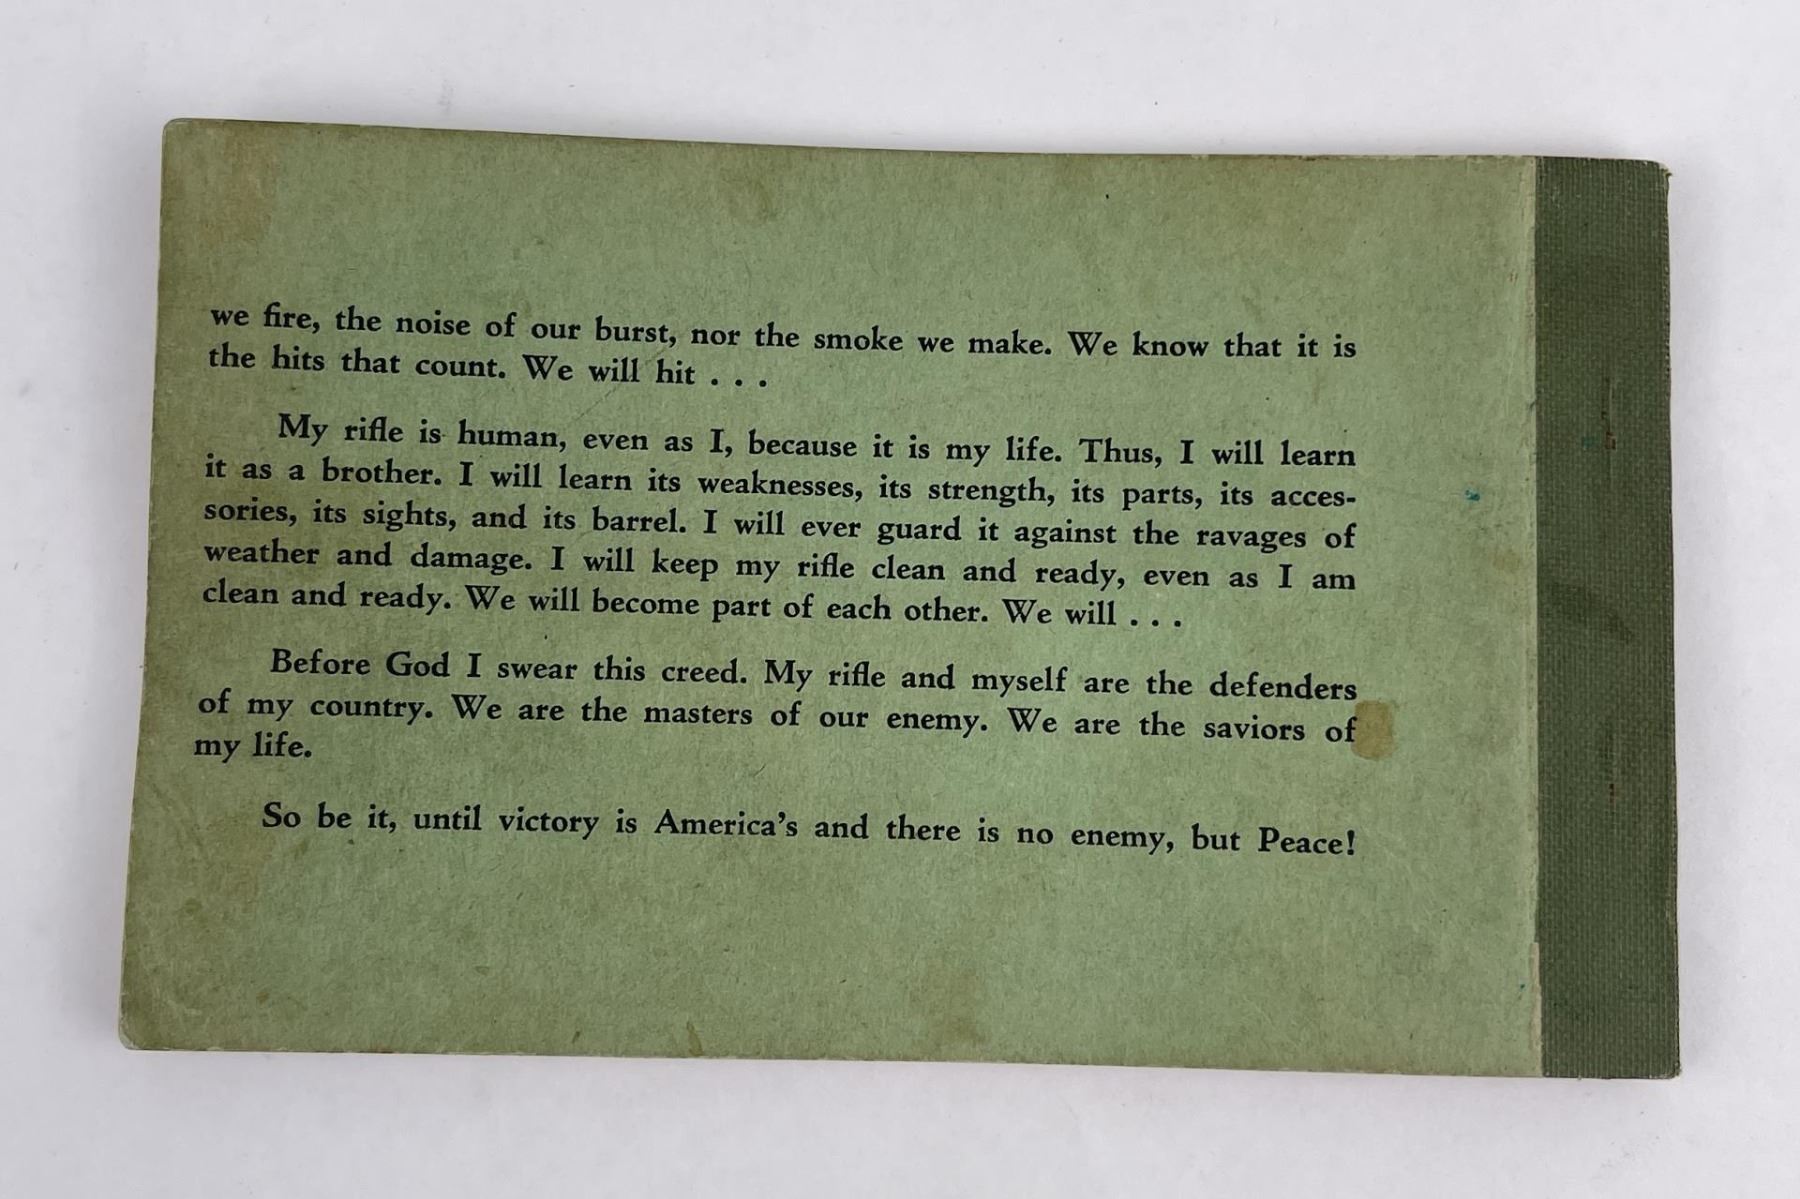 we fire, the noise of our burst, nor the smoke we make. We know that it is
the hits that count. We will hit . . .
My rifle is human, even as I, because it is my life. Thus, I will learn
it as a brother. I will learn its weaknesses, its strength, its parts, its acces-
sories, its sights, and its barrel. I will ever guard it against the ravages of
weather and damage. I will keep my rifle clean and ready, even as I am
clean and ready. We will become part of each other. We will . . .
Before God I swear this creed. My rifle and myself are the defenders
of my country. We are the masters of our enemy. We are the saviors of
my life.
So be it, until victory is America's and there is no enemy, but Peace!